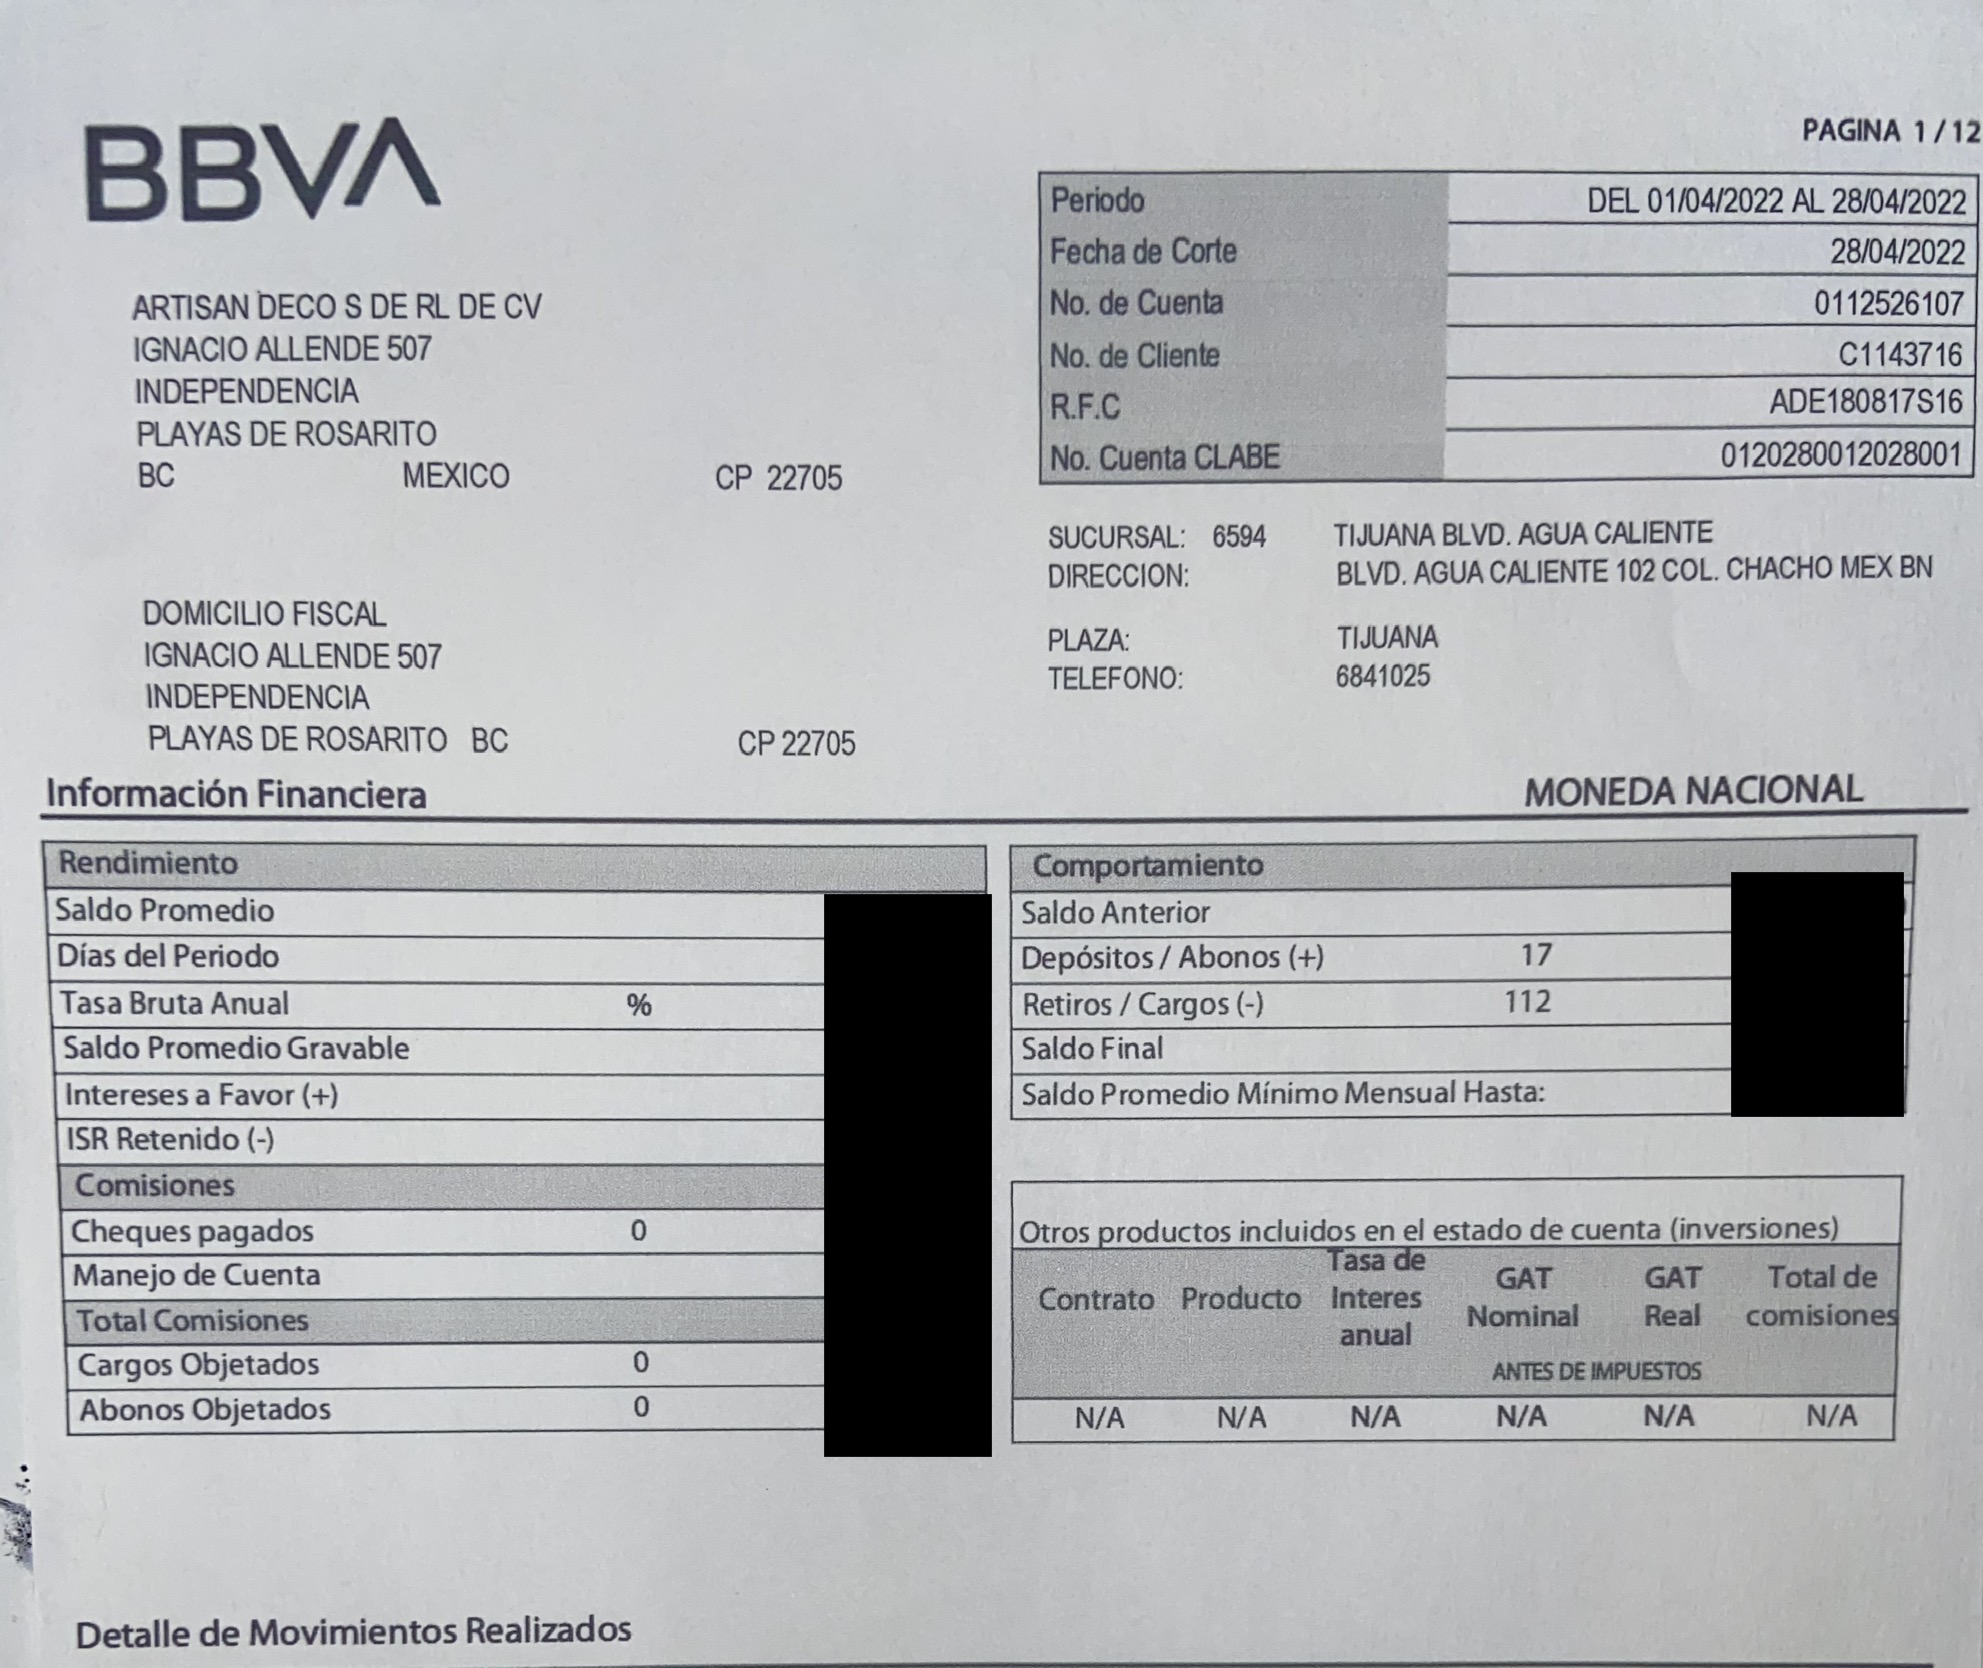 BBVA
PAGINA 1 / 12
Periodo DEL 01/04/2022 AL 28/04/2022
Fecha de Corte 28/04/2022
No. de Cuenta 0112526107
No. de Cliente C1143716
R.F.C ADE180817S16
No. Cuenta CLABE 0120280012028001
ARTISAN DECO S DE RL DE CV
IGNACIO ALLENDE 507
INDEPENDENCIA
PLAYAS DE ROSARITO
BC MEXICO CP 22705
SUCURSAL: 6594 TIJUANA BLVD. AGUA CALIENTE
DIRECCION: BLVD. AGUA CALIENTE 102 COL. CHACHO MEX BN
PLAZA: TIJUANA
TELEFONO: 6841025
DOMICILIO FISCAL
IGNACIO ALLENDE 507
INDEPENDENCIA
PLAYAS DE ROSARITO BC CP 22705
Información Financiera MONEDA NACIONAL
Rendimiento
Saldo Promedio
Días del Periodo
Tasa Bruta Anual %
Saldo Promedio Gravable
Intereses a Favor (+)
ISR Retenido (-)
Comisiones
Cheques pagados 0
Manejo de Cuenta
Total Comisiones
Cargos Objetados 0
Abonos Objetados 0
Comportamiento
Saldo Anterior
Depósitos / Abonos (+) 17
Retiros / Cargos (-) 112
Saldo Final
Saldo Promedio Mínimo Mensual Hasta:
Otros productos incluidos en el estado de cuenta (inversiones)
Contrato Producto Tasa de Interes anual GAT Nominal GAT Real Total de comisiones
ANTES DE IMPUESTOS
N/A N/A N/A N/A N/A N/A
Detalle de Movimientos Realizados